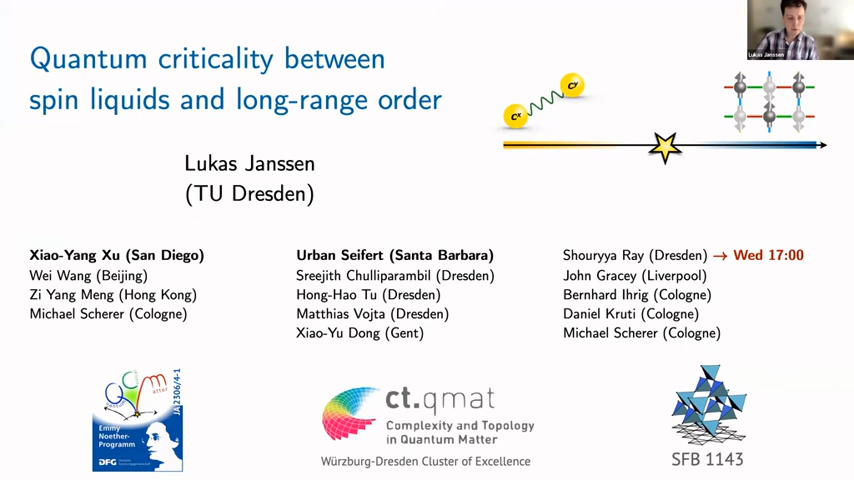 Quantum criticality between
spin liquids and long-range order
Lukas Janssen
(TU Dresden)
Lukas Janssen
cˣ
cʸ
Xiao-Yang Xu (San Diego)
Wei Wang (Beijing)
Zi Yang Meng (Hong Kong)
Michael Scherer (Cologne)
Urban Seifert (Santa Barbara)
Sreejith Chulliparambil (Dresden)
Hong-Hao Tu (Dresden)
Matthias Vojta (Dresden)
Xiao-Yu Dong (Gent)
Shouryya Ray (Dresden) → Wed 17:00
John Gracey (Liverpool)
Bernhard Ihrig (Cologne)
Daniel Kruti (Cologne)
Michael Scherer (Cologne)
QCm
atter
JA2306/4-1
Emmy
Noether-
Programm
DFG
ct.qmat
Complexity and Topology
in Quantum Matter
Würzburg-Dresden Cluster of Excellence
SFB 1143